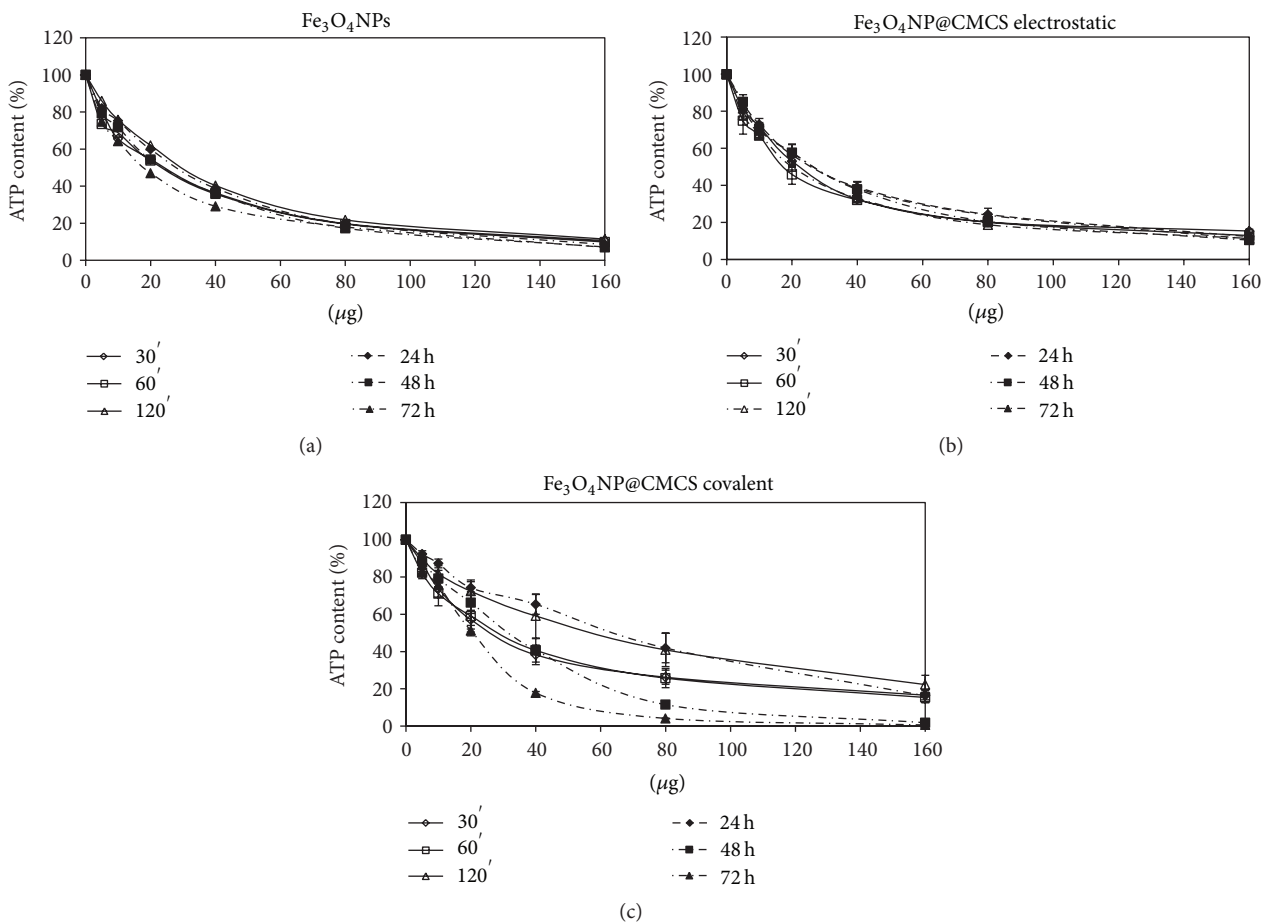 Fe₃O₄NPs
ATP content (%)
120
100
80
60
40
20
0
0 20 40 60 80 100 120 140 160
(μg)
30′
60′
120′
24 h
48 h
72 h
(a)
Fe₃O₄NP@CMCS electrostatic
ATP content (%)
120
100
80
60
40
20
0
0 20 40 60 80 100 120 140 160
(μg)
30′
60′
120′
24 h
48 h
72 h
(b)
Fe₃O₄NP@CMCS covalent
ATP content (%)
120
100
80
60
40
20
0
0 20 40 60 80 100 120 140 160
(μg)
30′
60′
120′
24 h
48 h
72 h
(c)